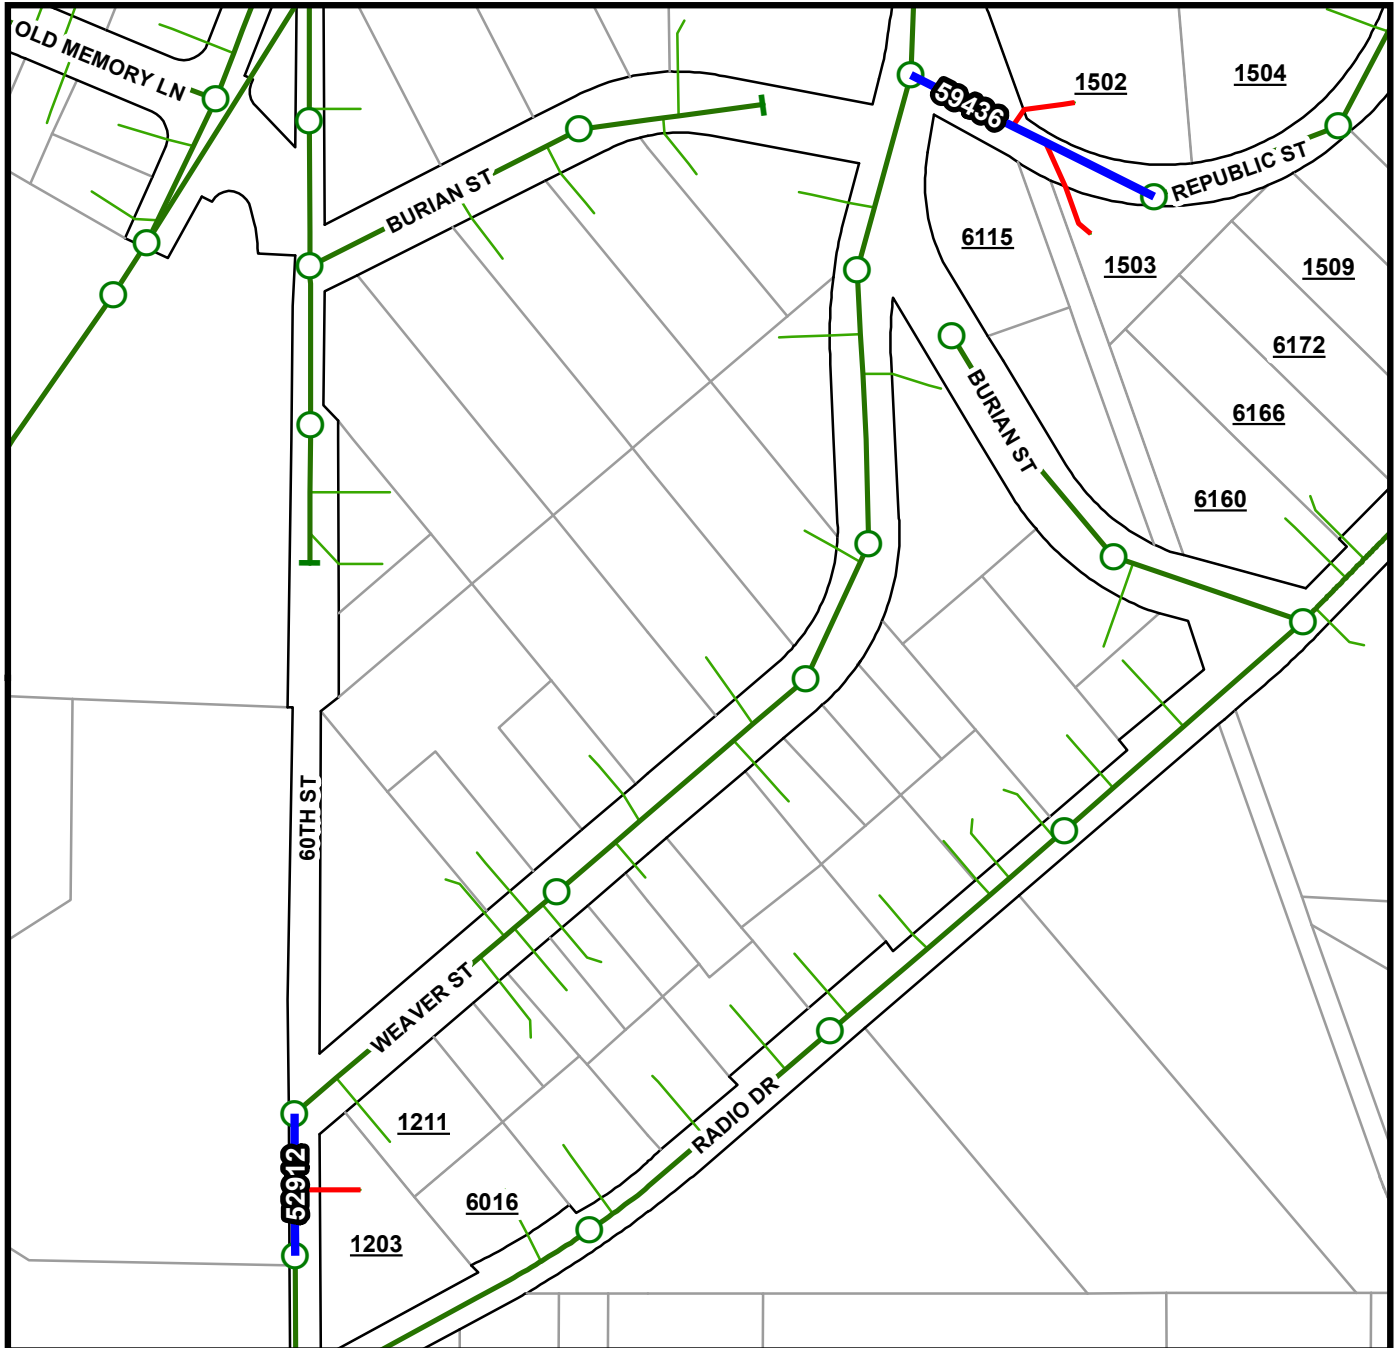 OLD MEMORY LN
59436
1502
1504
REPUBLIC ST
BURIAN ST
6115
1503
1509
6172
BURIAN ST
6166
6160
60TH ST
WEAVER ST
RADIO DR
1211
52912
6016
1203